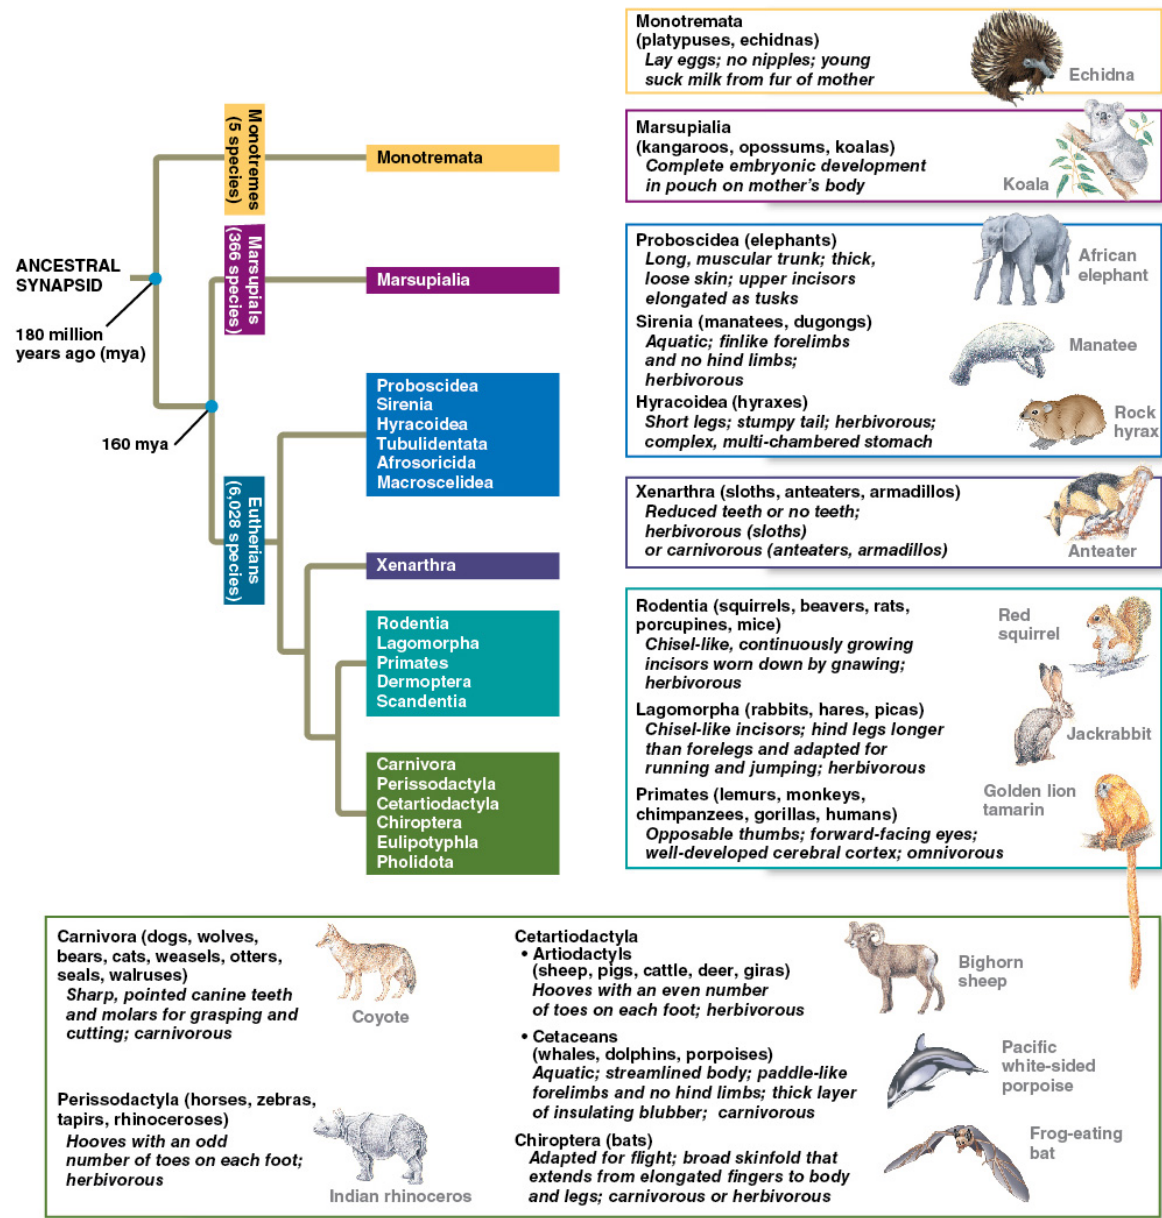 ANCESTRAL
SYNAPSID
180 million
years ago (mya)
160 mya
Monotremes
(5 species)
Marsupials
(366 species)
Eutherians
(6,028 species)
Monotremata
Marsupialia
Proboscidea
Sirenia
Hyracoidea
Tubulidentata
Afrosoricida
Macroscelidea
Xenarthra
Rodentia
Lagomorpha
Primates
Dermoptera
Scandentia
Carnivora
Perissodactyla
Cetartiodactyla
Chiroptera
Eulipotyphla
Pholidota
Monotremata
(platypuses, echidnas)
Lay eggs; no nipples; young
suck milk from fur of mother
Echidna
Marsupialia
(kangaroos, opossums, koalas)
Complete embryonic development
in pouch on mother's body
Koala
Proboscidea (elephants)
Long, muscular trunk; thick,
loose skin; upper incisors
elongated as tusks
African
elephant
Sirenia (manatees, dugongs)
Aquatic; finlike forelimbs
and no hind limbs;
herbivorous
Manatee
Hyracoidea (hyraxes)
Short legs; stumpy tail; herbivorous;
complex, multi-chambered stomach
Rock
hyrax
Xenarthra (sloths, anteaters, armadillos)
Reduced teeth or no teeth;
herbivorous (sloths)
or carnivorous (anteaters, armadillos)
Anteater
Rodentia (squirrels, beavers, rats,
porcupines, mice)
Chisel-like, continuously growing
incisors worn down by gnawing;
herbivorous
Red
squirrel
Lagomorpha (rabbits, hares, picas)
Chisel-like incisors; hind legs longer
than forelegs and adapted for
running and jumping; herbivorous
Jackrabbit
Primates (lemurs, monkeys,
chimpanzees, gorillas, humans)
Opposable thumbs; forward-facing eyes;
well-developed cerebral cortex; omnivorous
Golden lion
tamarin
Carnivora (dogs, wolves,
bears, cats, weasels, otters,
seals, walruses)
Sharp, pointed canine teeth
and molars for grasping and
cutting; carnivorous
Coyote
Perissodactyla (horses, zebras,
tapirs, rhinoceroses)
Hooves with an odd
number of toes on each foot;
herbivorous
Indian rhinoceros
Cetartiodactyla
• Artiodactyls
(sheep, pigs, cattle, deer, giras)
Hooves with an even number
of toes on each foot; herbivorous
Bighorn
sheep
• Cetaceans
(whales, dolphins, porpoises)
Aquatic; streamlined body; paddle-like
forelimbs and no hind limbs; thick layer
of insulating blubber; carnivorous
Pacific
white-sided
porpoise
Chiroptera (bats)
Adapted for flight; broad skinfold that
extends from elongated fingers to body
and legs; carnivorous or herbivorous
Frog-eating
bat